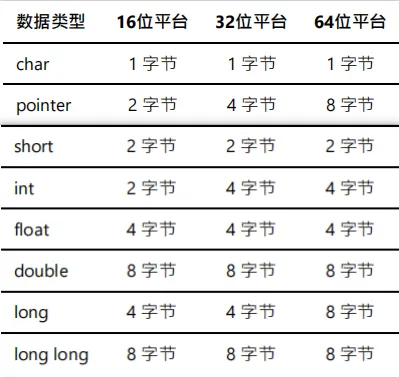 数据类型 16位平台 32位平台 64位平台
char 1 字节 1 字节 1 字节
pointer 2 字节 4 字节 8 字节
short 2 字节 2 字节 2 字节
int 2 字节 4 字节 4 字节
float 4 字节 4 字节 4 字节
double 8 字节 8 字节 8 字节
long 4 字节 4 字节 8 字节
long long 8 字节 8 字节 8 字节